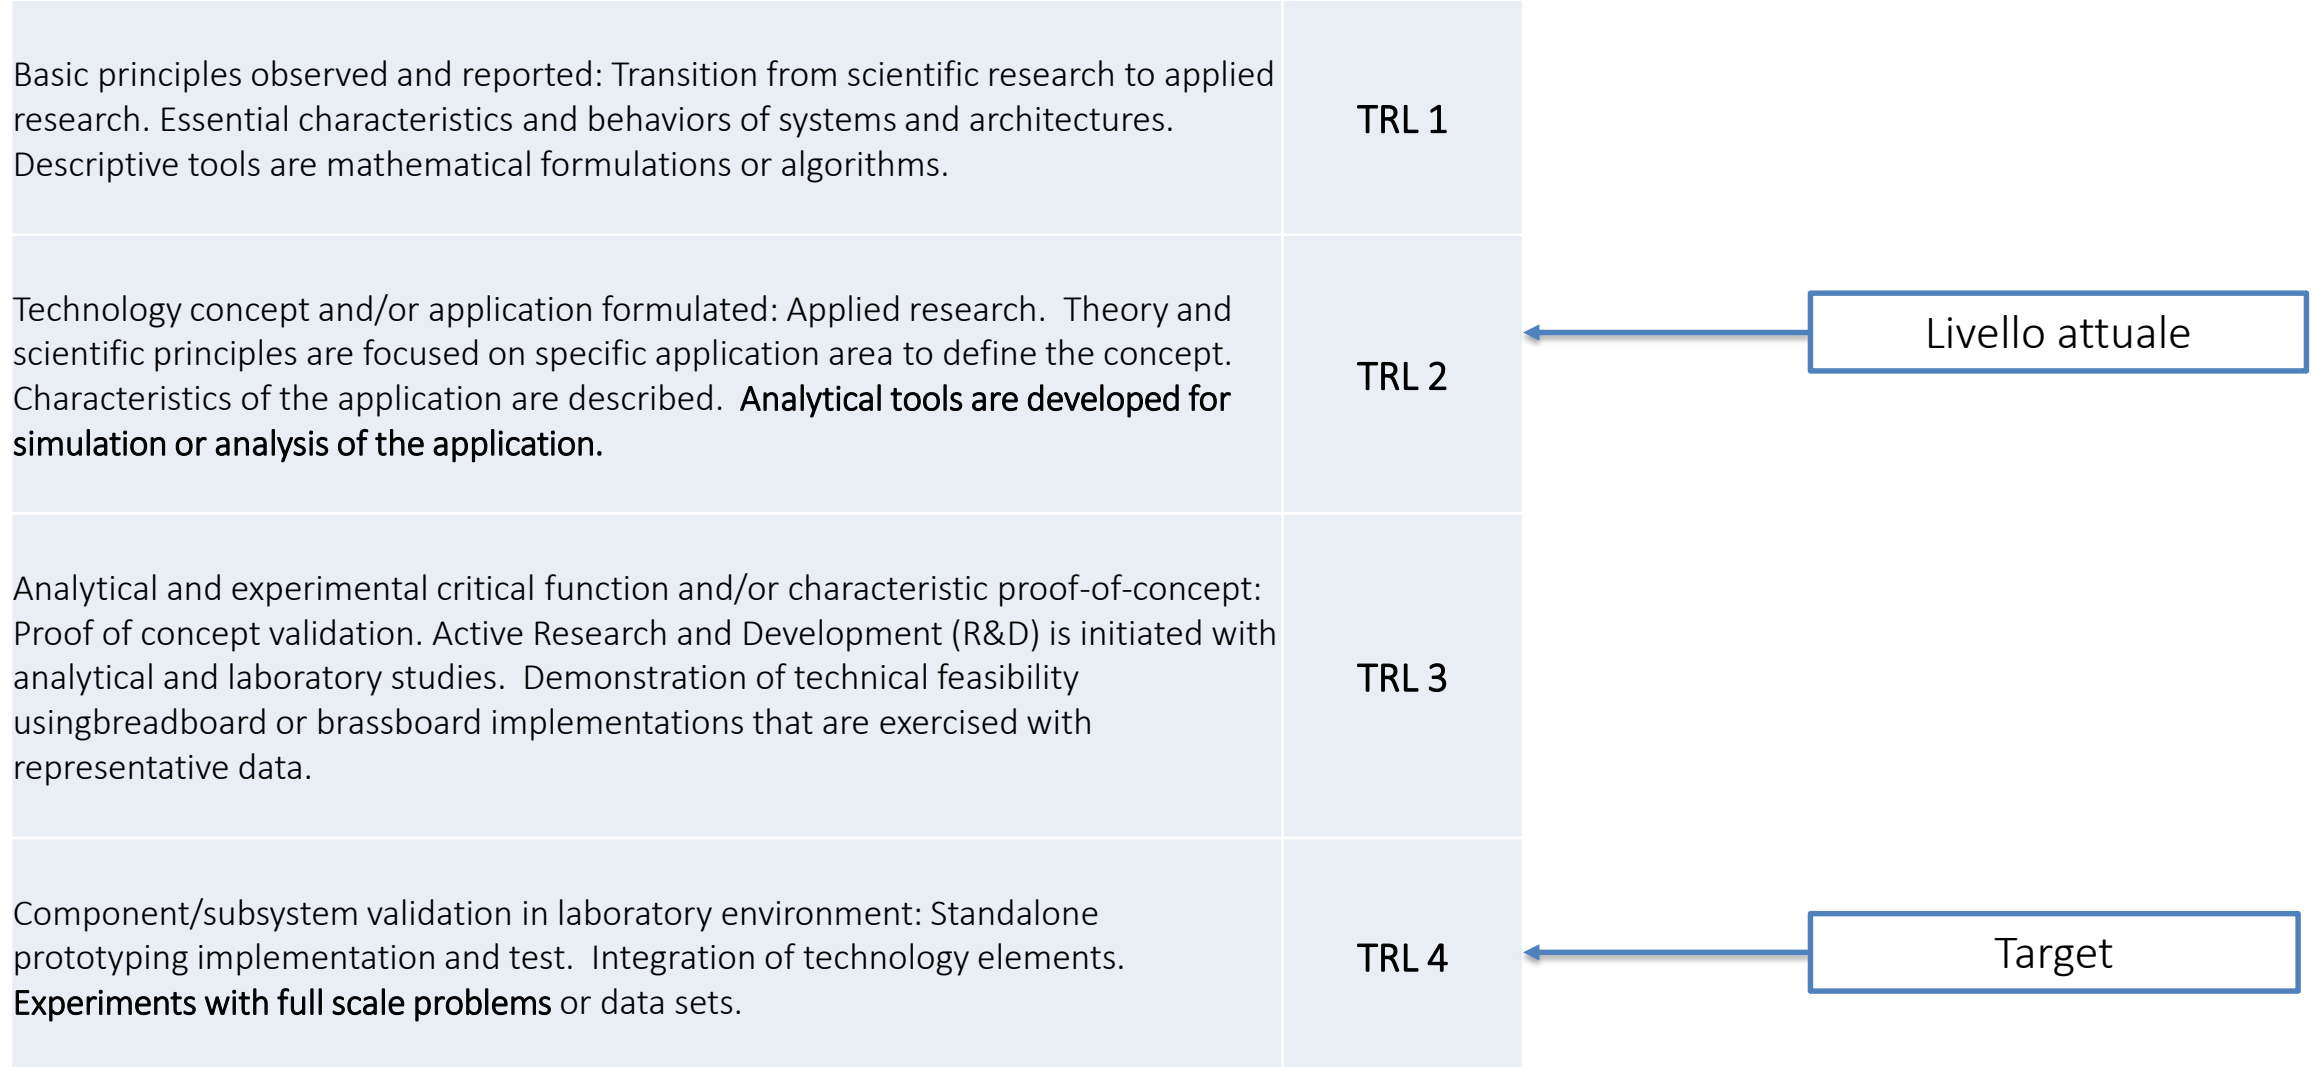 Basic principles observed and reported: Transition from scientific research to applied
research. Essential characteristics and behaviors of systems and architectures.
Descriptive tools are mathematical formulations or algorithms.
TRL 1
Technology concept and/or application formulated: Applied research.  Theory and
scientific principles are focused on specific application area to define the concept.
Characteristics of the application are described.  Analytical tools are developed for
simulation or analysis of the application.
TRL 2
Livello attuale
Analytical and experimental critical function and/or characteristic proof-of-concept:
Proof of concept validation. Active Research and Development (R&D) is initiated with
analytical and laboratory studies.  Demonstration of technical feasibility
usingbreadboard or brassboard implementations that are exercised with
representative data.
TRL 3
Component/subsystem validation in laboratory environment: Standalone
prototyping implementation and test.  Integration of technology elements.
Experiments with full scale problems or data sets.
TRL 4
Target